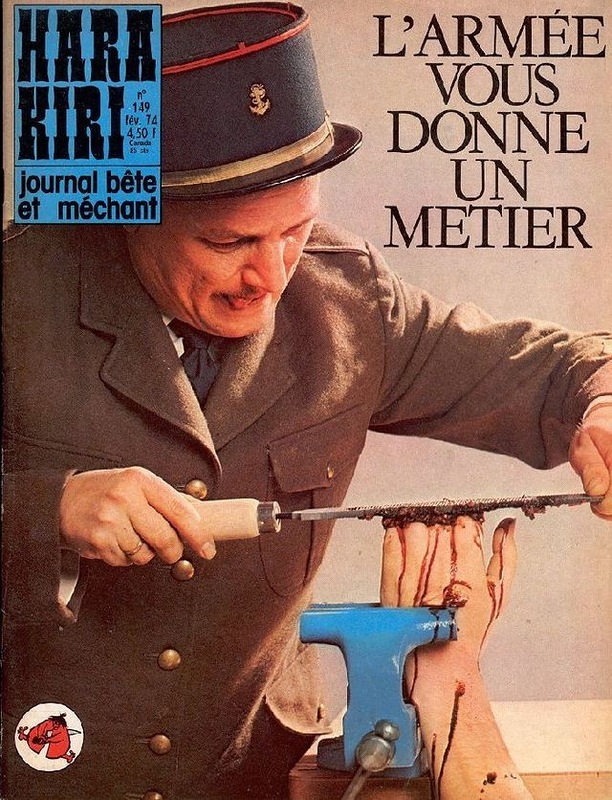 HARA
KIRI
n°
149
fév. 74
4,50 F
Canada
journal bête
et méchant
L'ARMÉE
VOUS
DONNE
UN
METIER